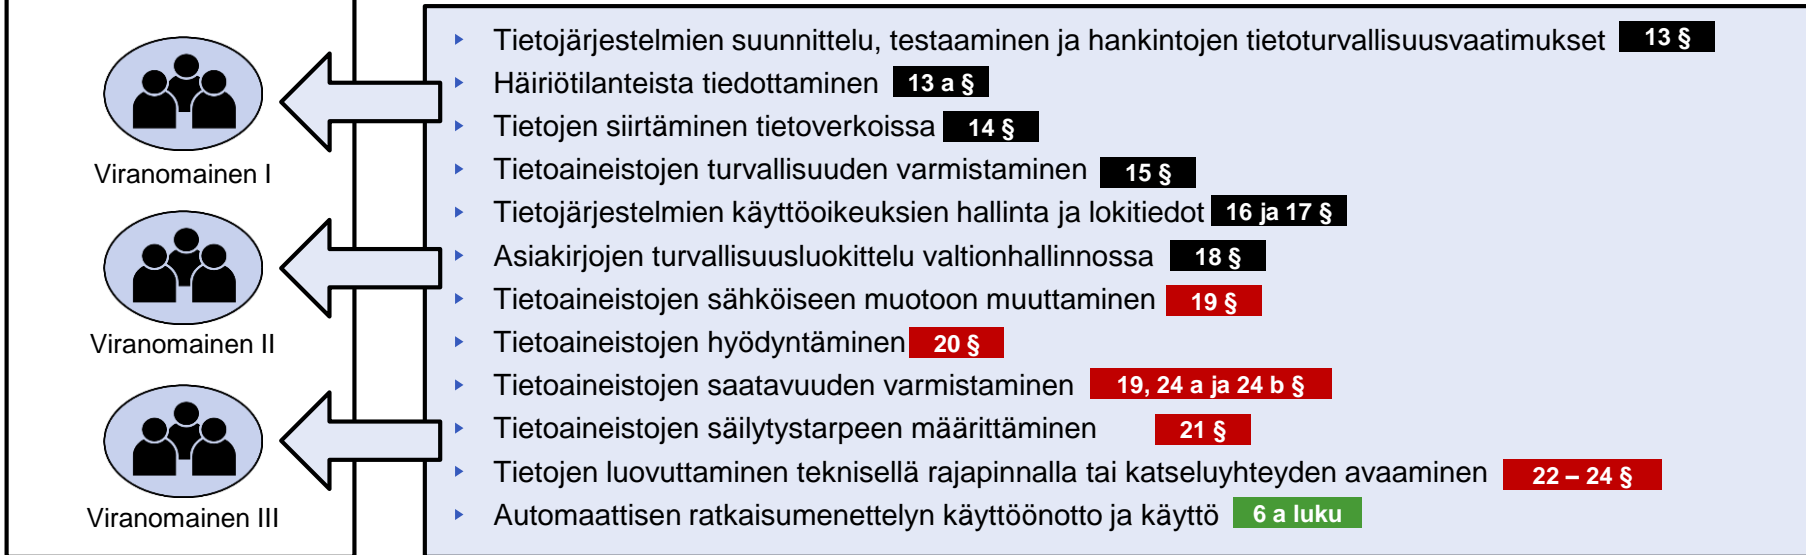 Viranomainen I
Viranomainen II
Viranomainen III
Tietojärjestelmien suunnittelu, testaaminen ja hankintojen tietoturvallisuusvaatimukset 13 §
Häiriötilanteista tiedottaminen 13 a §
Tietojen siirtäminen tietoverkoissa 14 §
Tietoaineistojen turvallisuuden varmistaminen 15 §
Tietojärjestelmien käyttöoikeuksien hallinta ja lokitiedot 16 ja 17 §
Asiakirjojen turvallisuusluokittelu valtionhallinnossa 18 §
Tietoaineistojen sähköiseen muotoon muuttaminen 19 §
Tietoaineistojen hyödyntäminen 20 §
Tietoaineistojen saatavuuden varmistaminen 19, 24 a ja 24 b §
Tietoaineistojen säilytystarpeen määrittäminen 21 §
Tietojen luovuttaminen teknisellä rajapinnalla tai katseluyhteyden avaaminen 22 – 24 §
Automaattisen ratkaisumenettelyn käyttöönotto ja käyttö 6 a luku